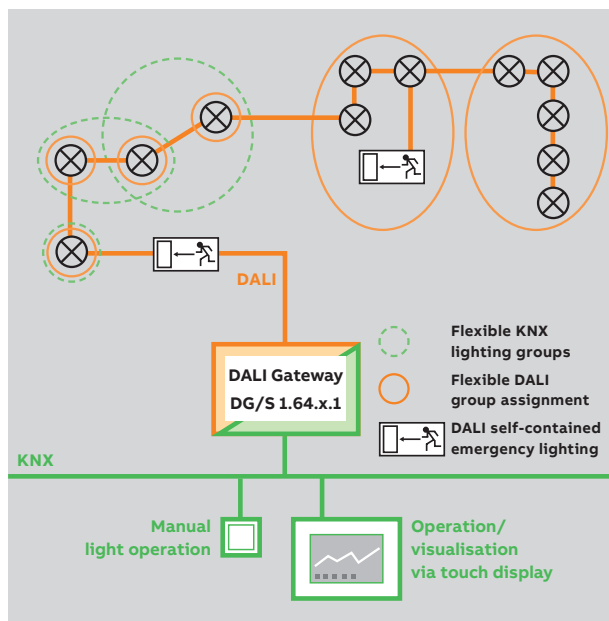 DALI
DALI Gateway
DG/S 1.64.x.1
Flexible KNX
lighting groups
Flexible DALI
group assignment
DALI self-contained
emergency lighting
KNX
Manual
light operation
Operation/
visualisation
via touch display